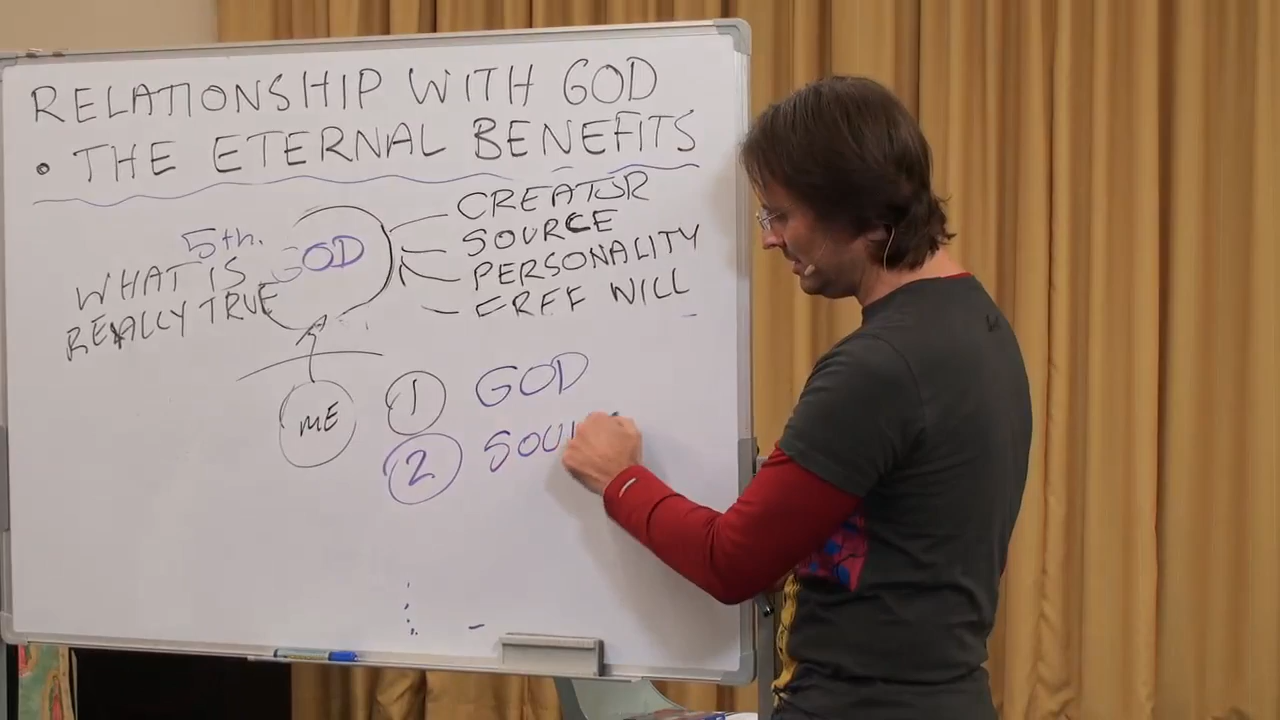 RELATIONSHIP WITH GOD
• THE ETERNAL BENEFITS
5th.
WHAT IS
REALLY TRUE
GOD
CREATOR
SOURCE
PERSONALITY
FREE WILL
ME
1 GOD
2 SOU